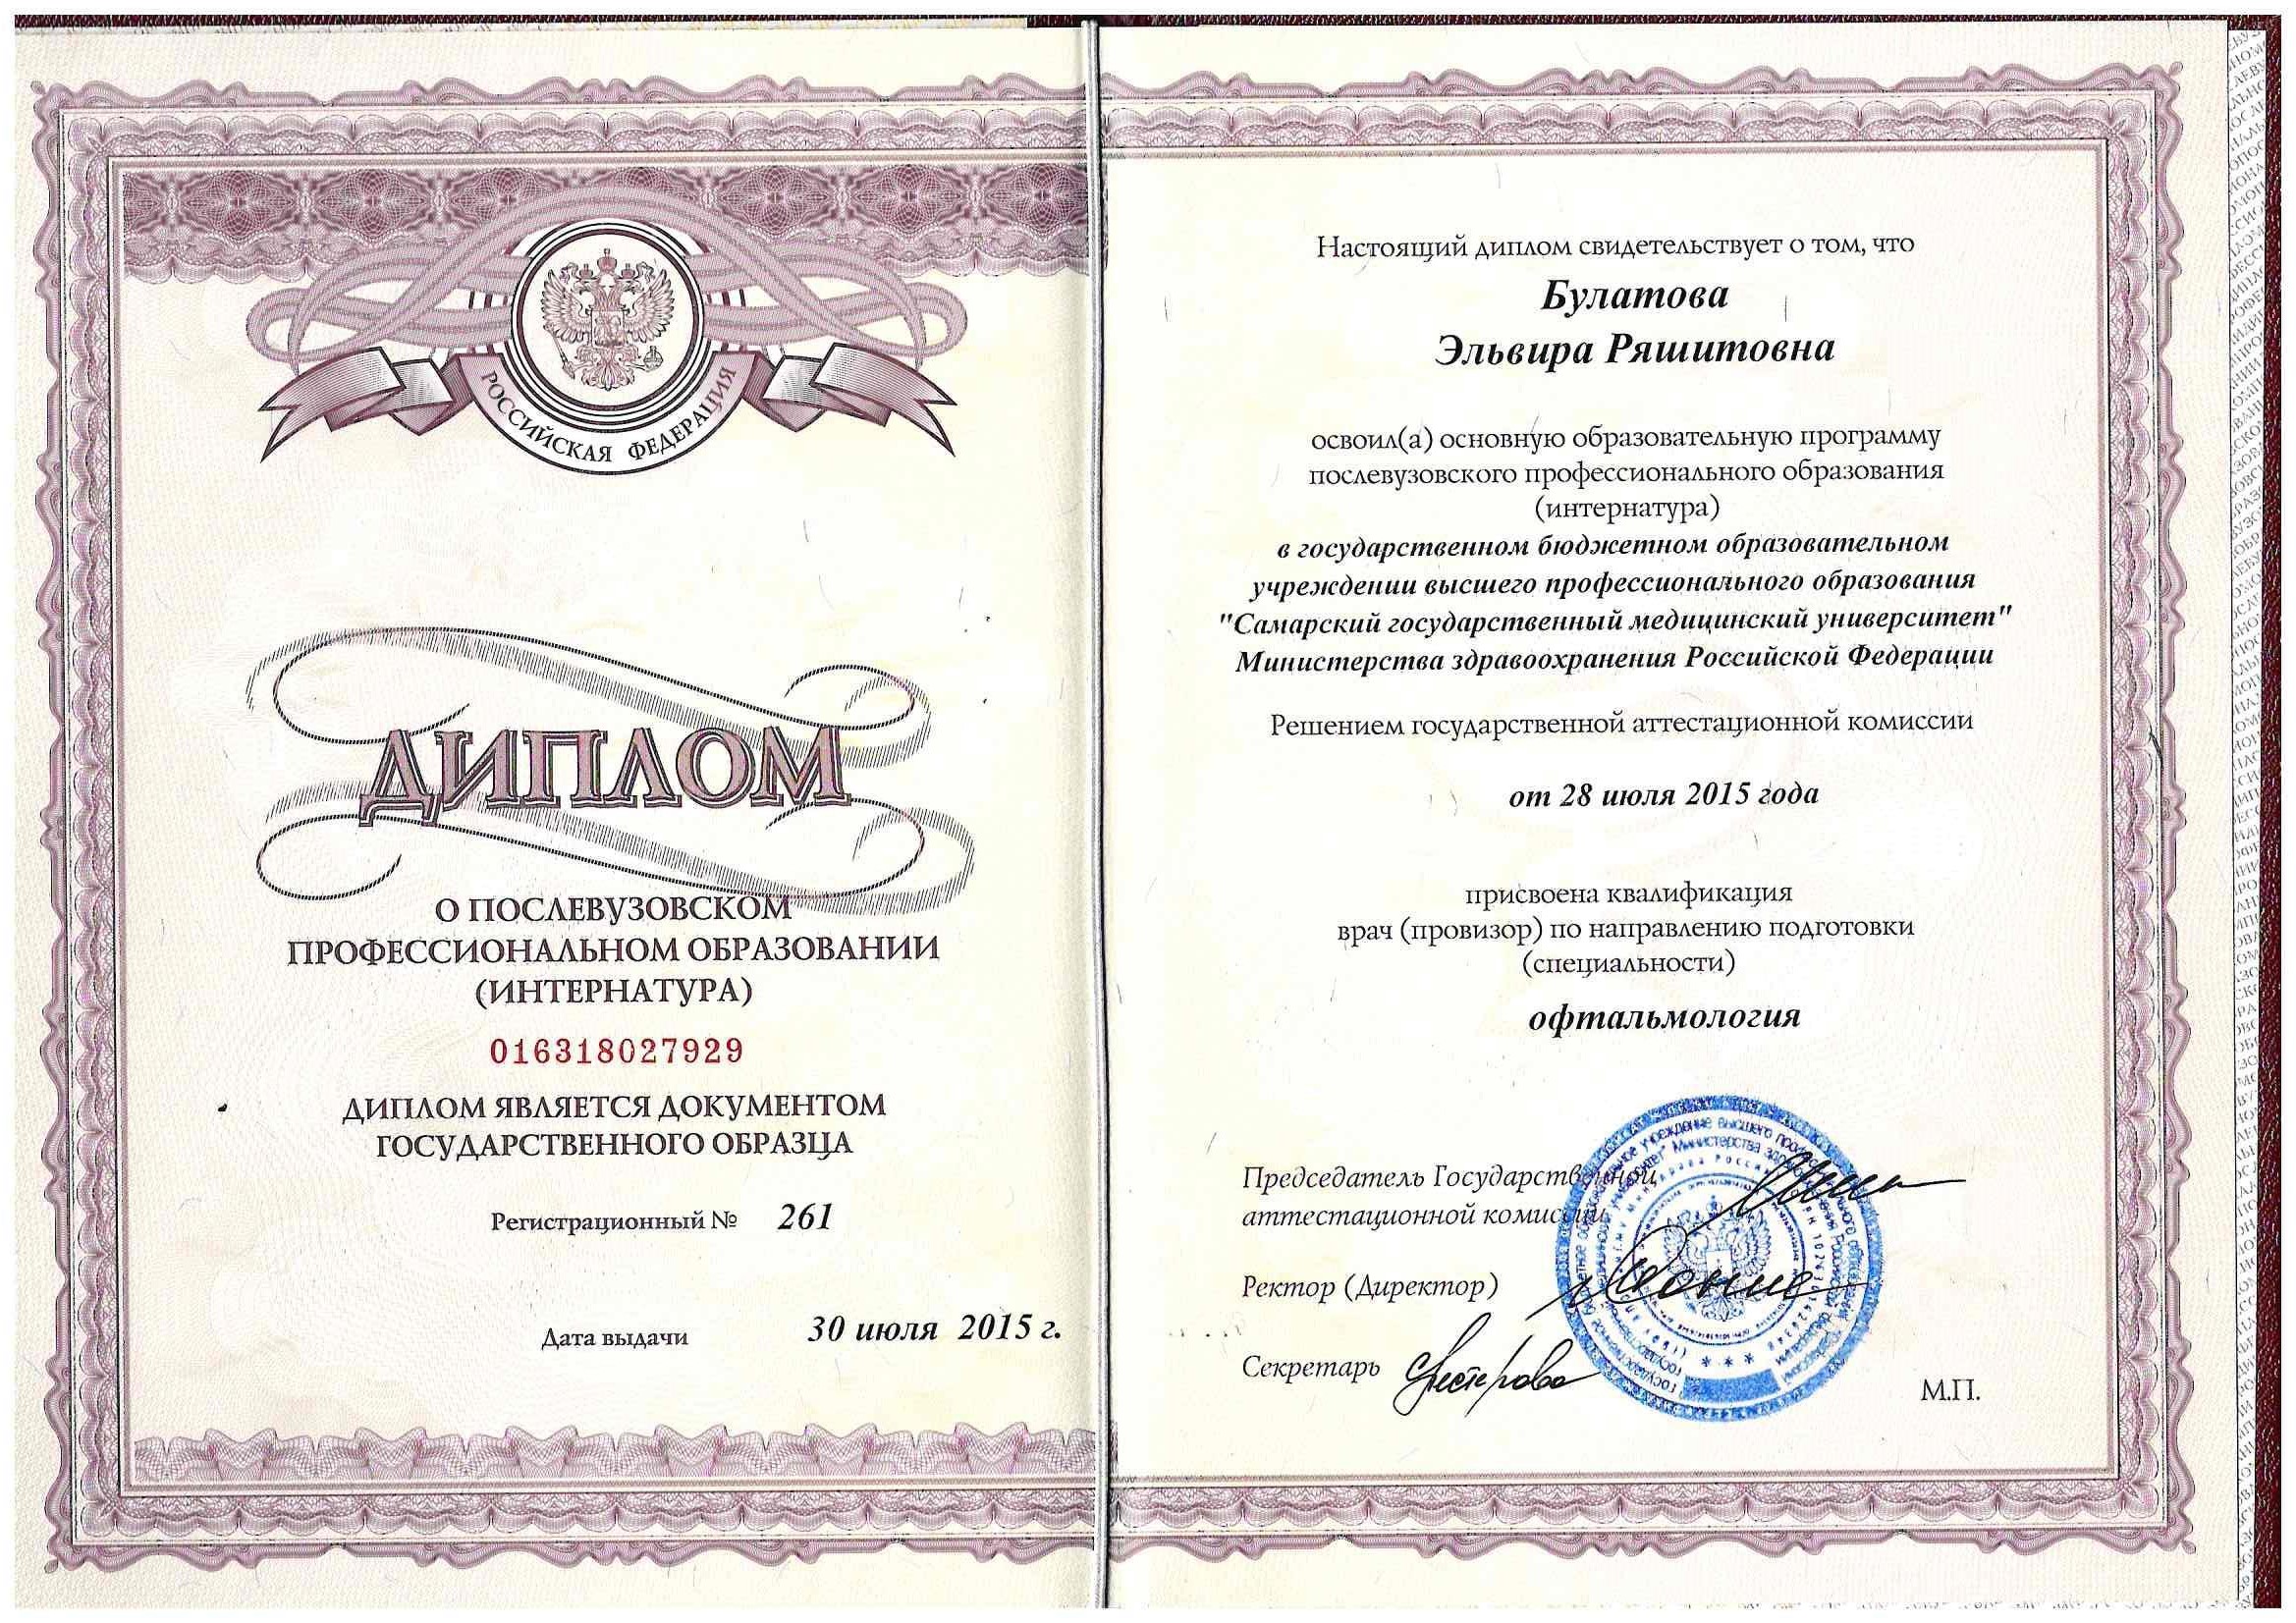 РОССИЙСКАЯ ФЕДЕРАЦИЯ
ДИПЛОМ
О ПОСЛЕВУЗОВСКОМ
ПРОФЕССИОНАЛЬНОМ ОБРАЗОВАНИИ
(ИНТЕРНАТУРА)
016318027929
ДИПЛОМ ЯВЛЯЕТСЯ ДОКУМЕНТОМ
ГОСУДАРСТВЕННОГО ОБРАЗЦА
Регистрационный № 261
Дата выдачи 30 июля 2015 г.
Настоящий диплом свидетельствует о том, что
Булатова
Эльвира Ряшитовна
освоил(а) основную образовательную программу
послевузовского профессионального образования
(интернатура)
в государственном бюджетном образовательном
учреждении высшего профессионального образования
"Самарский государственный медицинский университет"
Министерства здравоохранения Российской Федерации
Решением государственной аттестационной комиссии
от 28 июля 2015 года
присвоена квалификация
врач (провизор) по направлению подготовки
(специальности)
офтальмология
Председатель Государственной
аттестационной комиссии
Ректор (Директор)
Секретарь
М.П.